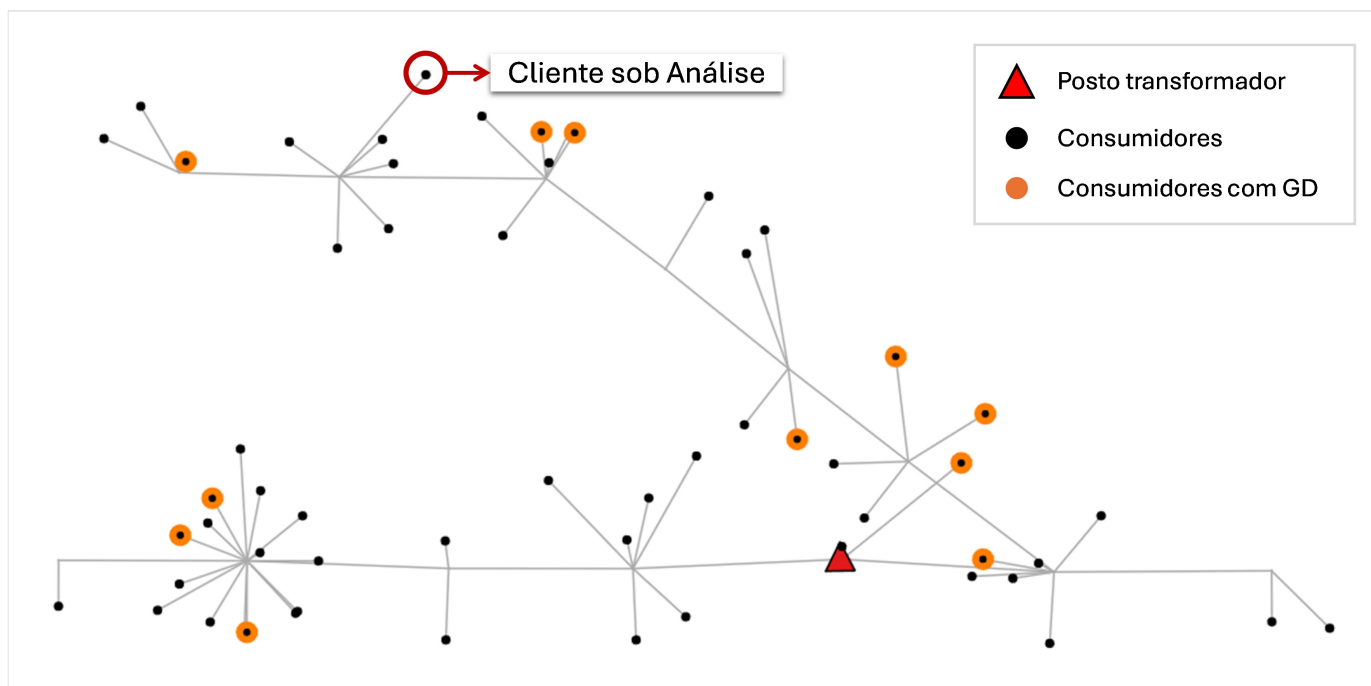 Cliente sob Análise
Posto transformador
Consumidores
Consumidores com GD